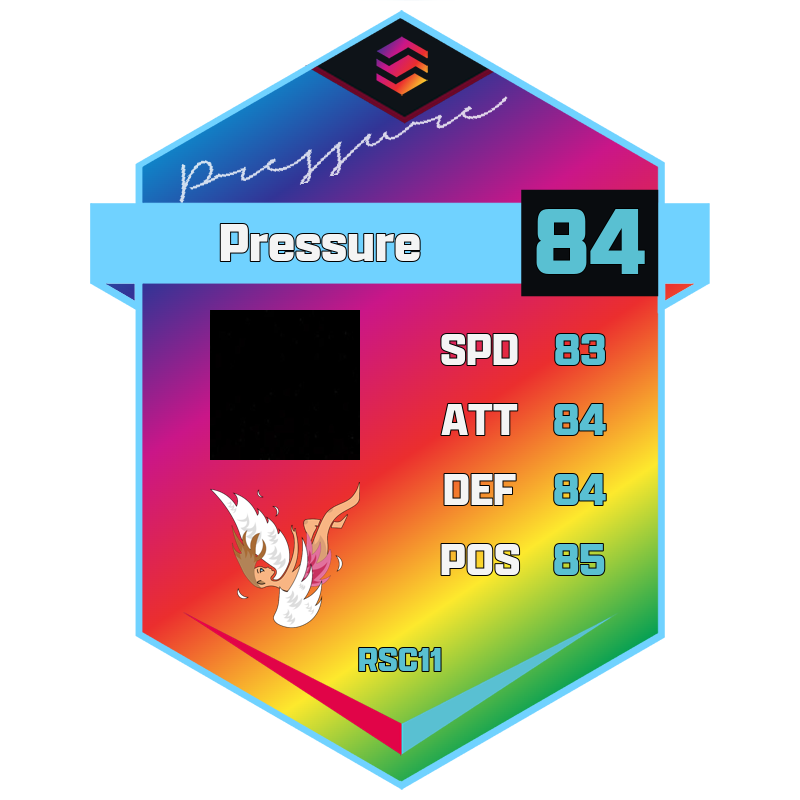 Pressure
Pressure 84
SPD 83
ATT 84
DEF 84
POS 85
RSC11